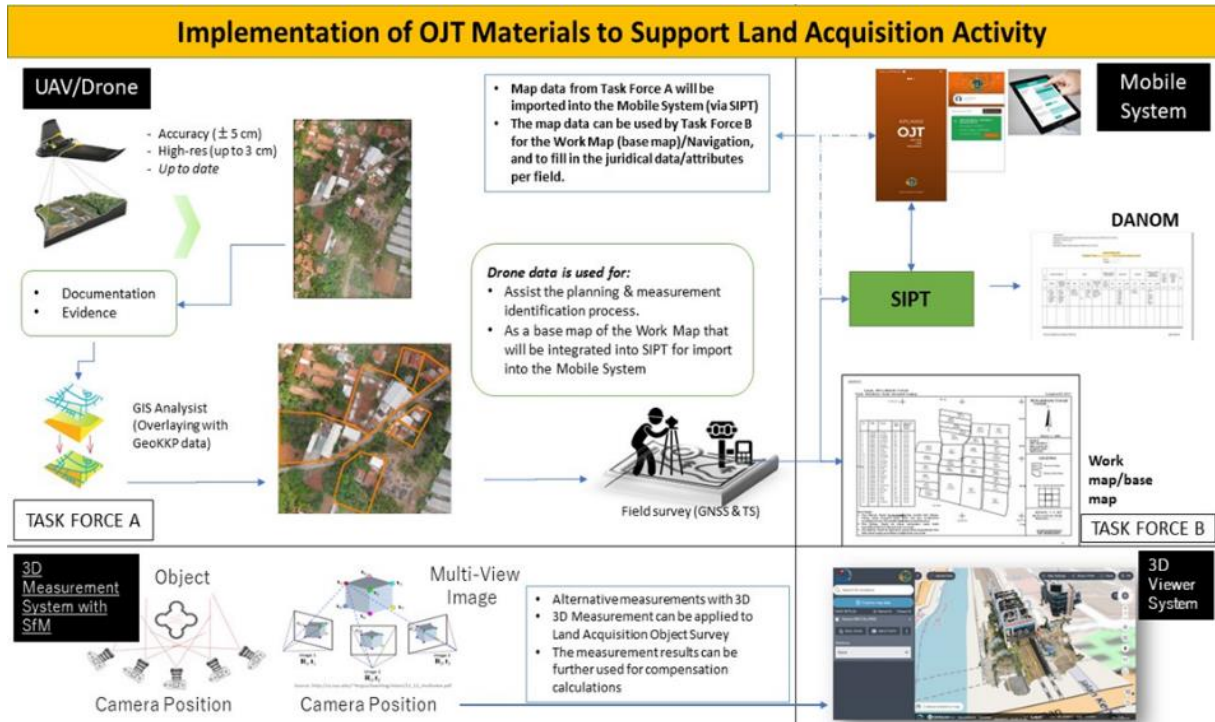 Implementation of OJT Materials to Support Land Acquisition Activity
UAV/Drone
- Accuracy (± 5 cm)
- High-res (up to 3 cm)
- Up to date
• Map data from Task Force A will be
imported into the Mobile System (via SIPT)
• The map data can be used by Task Force B
for the Work Map (base map)/Navigation,
and to fill in the juridical data/attributes
per field.
OJT
Mobile
System
• Documentation
• Evidence
Drone data is used for:
• Assist the planning & measurement
identification process.
• As a base map of the Work Map that
will be integrated into SIPT for import
into the Mobile System
DANOM
SIPT
GIS Analysist
(Overlaying with
GeoKKP data)
TASK FORCE A
Field survey (GNSS & TS)
Work
map/base
map
TASK FORCE B
3D
Measurement
System with
SfM
Object
Camera Position
Multi-View
Image
Camera Position
• Alternative measurements with 3D
• 3D Measurement can be applied to
Land Acquisition Object Survey
• The measurement results can be
further used for compensation
calculations
3D
Viewer
System